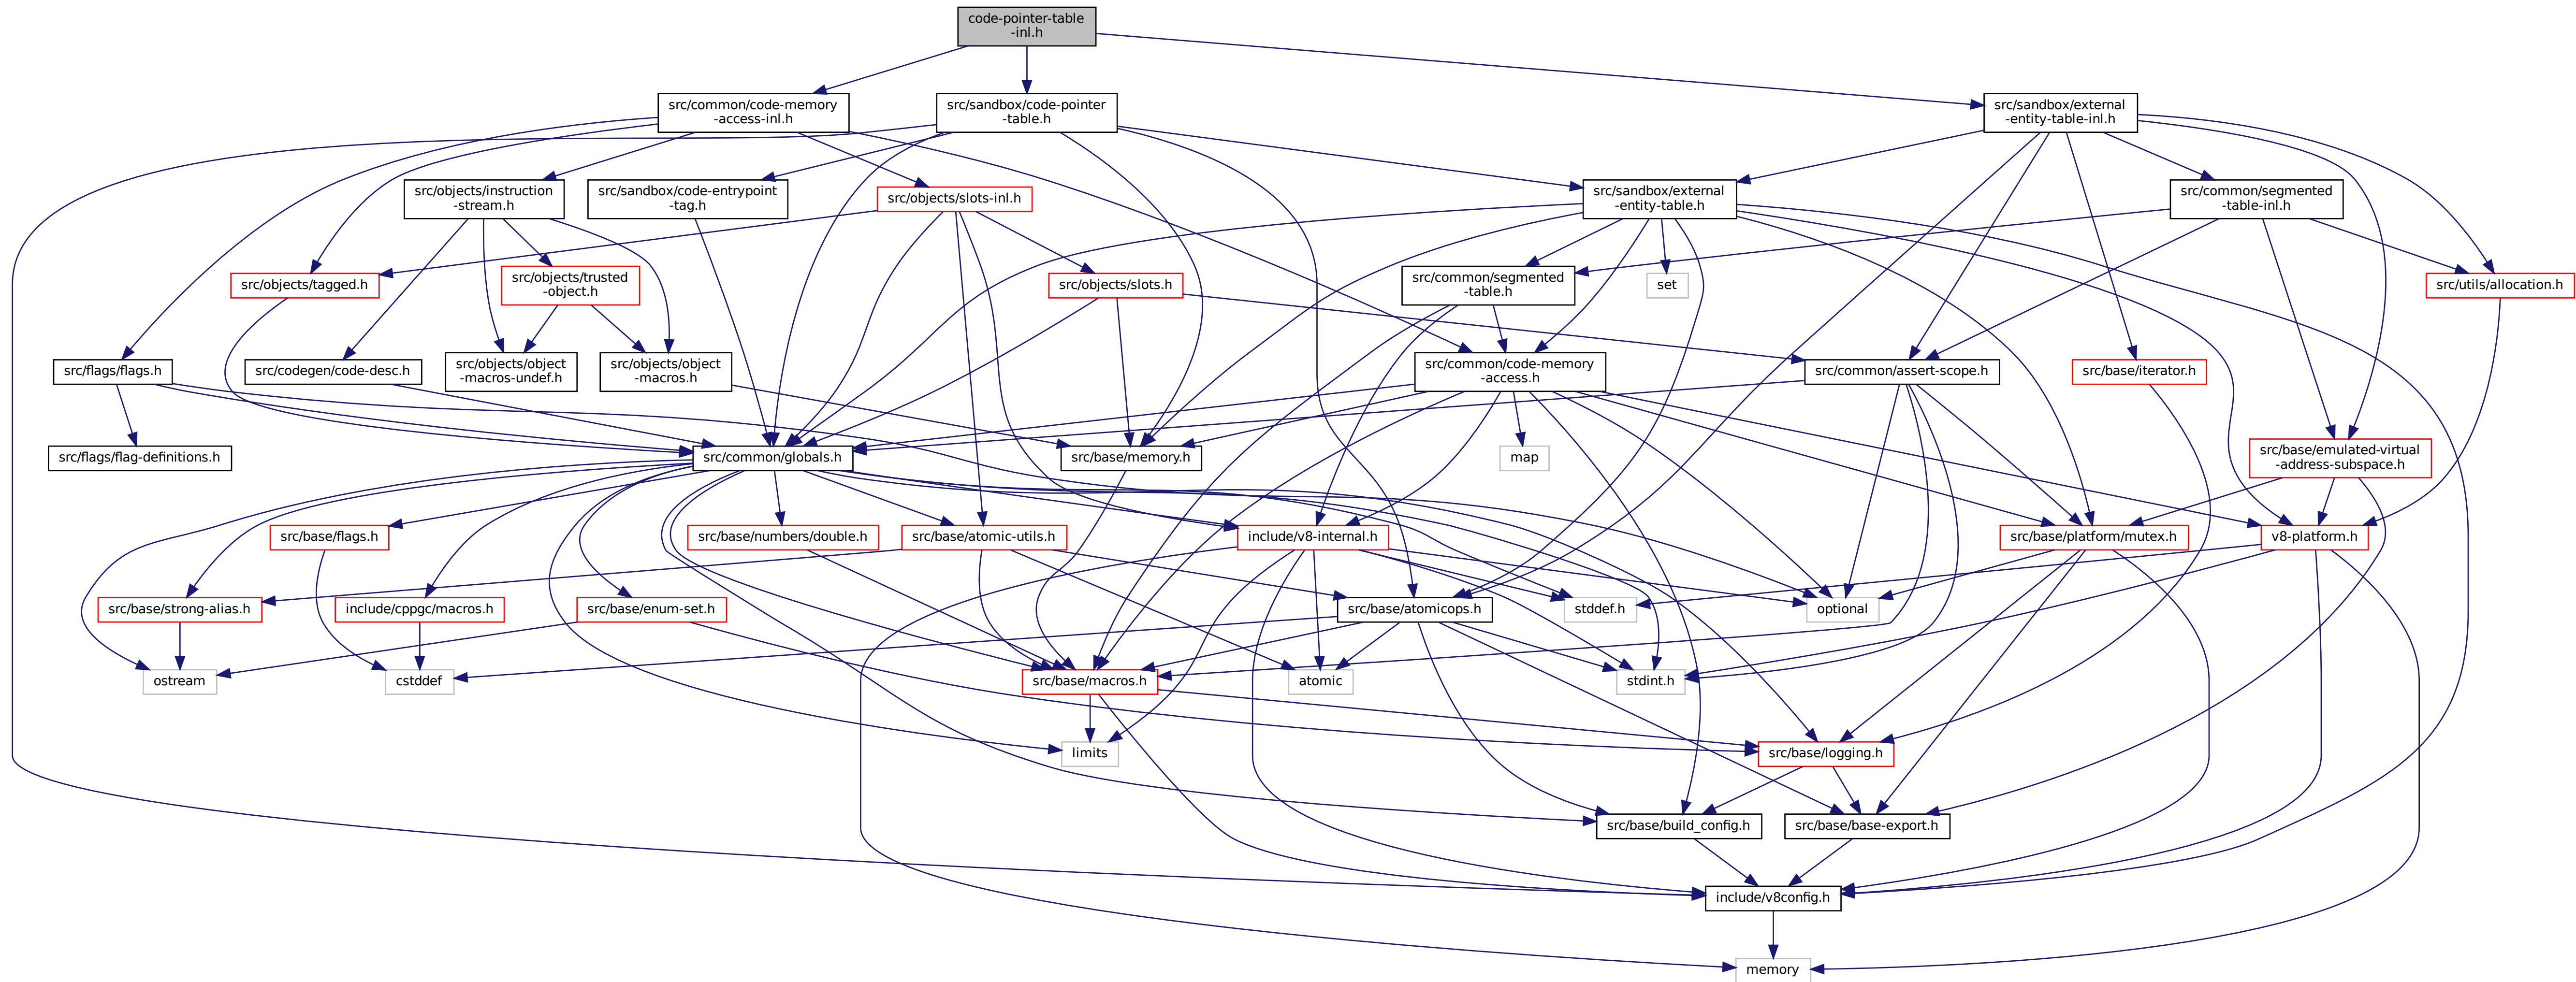 code-pointer-table
-inl.h
src/common/code-memory
-access-inl.h
src/sandbox/code-pointer
-table.h
src/sandbox/external
-entity-table-inl.h
src/objects/instruction
-stream.h
src/sandbox/code-entrypoint
-tag.h
src/objects/slots-inl.h
src/sandbox/external
-entity-table.h
src/common/segmented
-table-inl.h
src/objects/tagged.h
src/objects/trusted
-object.h
src/objects/slots.h
src/common/segmented
-table.h
set
src/utils/allocation.h
src/flags/flags.h
src/codegen/code-desc.h
src/objects/object
-macros-undef.h
src/objects/object
-macros.h
src/common/code-memory
-access.h
src/common/assert-scope.h
src/base/iterator.h
src/flags/flag-definitions.h
src/common/globals.h
src/base/memory.h
map
src/base/emulated-virtual
-address-subspace.h
src/base/flags.h
src/base/numbers/double.h
src/base/atomic-utils.h
include/v8-internal.h
src/base/platform/mutex.h
v8-platform.h
src/base/strong-alias.h
include/cppgc/macros.h
src/base/enum-set.h
src/base/atomicops.h
stddef.h
optional
ostream
cstddef
src/base/macros.h
atomic
stdint.h
limits
src/base/logging.h
src/base/build_config.h
src/base/base-export.h
include/v8config.h
memory